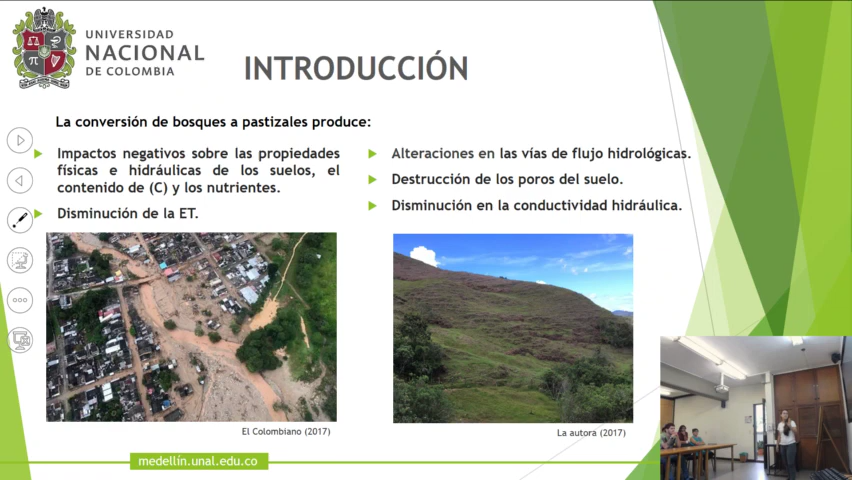 UNIVERSIDAD
NACIONAL
DE COLOMBIA
INTRODUCCIÓN
La conversión de bosques a pastizales produce:
Impactos negativos sobre las propiedades
físicas e hidráulicas de los suelos, el
contenido de (C) y los nutrientes.
Disminución de la ET.
Alteraciones en las vías de flujo hidrológicas.
Destrucción de los poros del suelo.
Disminución en la conductividad hidráulica.
El Colombiano (2017)
La autora (2017)
medellín.unal.edu.co